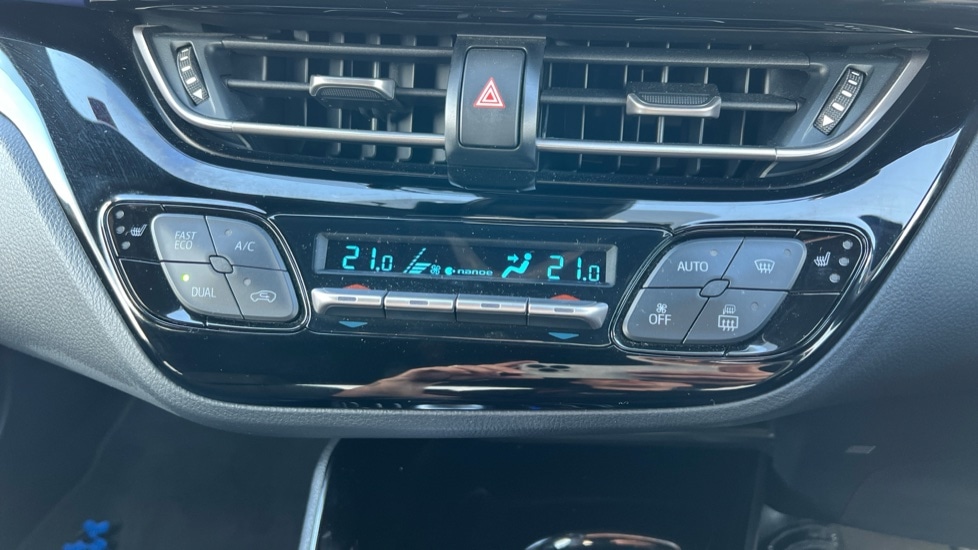 FAST ECO
A/C
DUAL
21.0
nanoe
21.0
AUTO
OFF